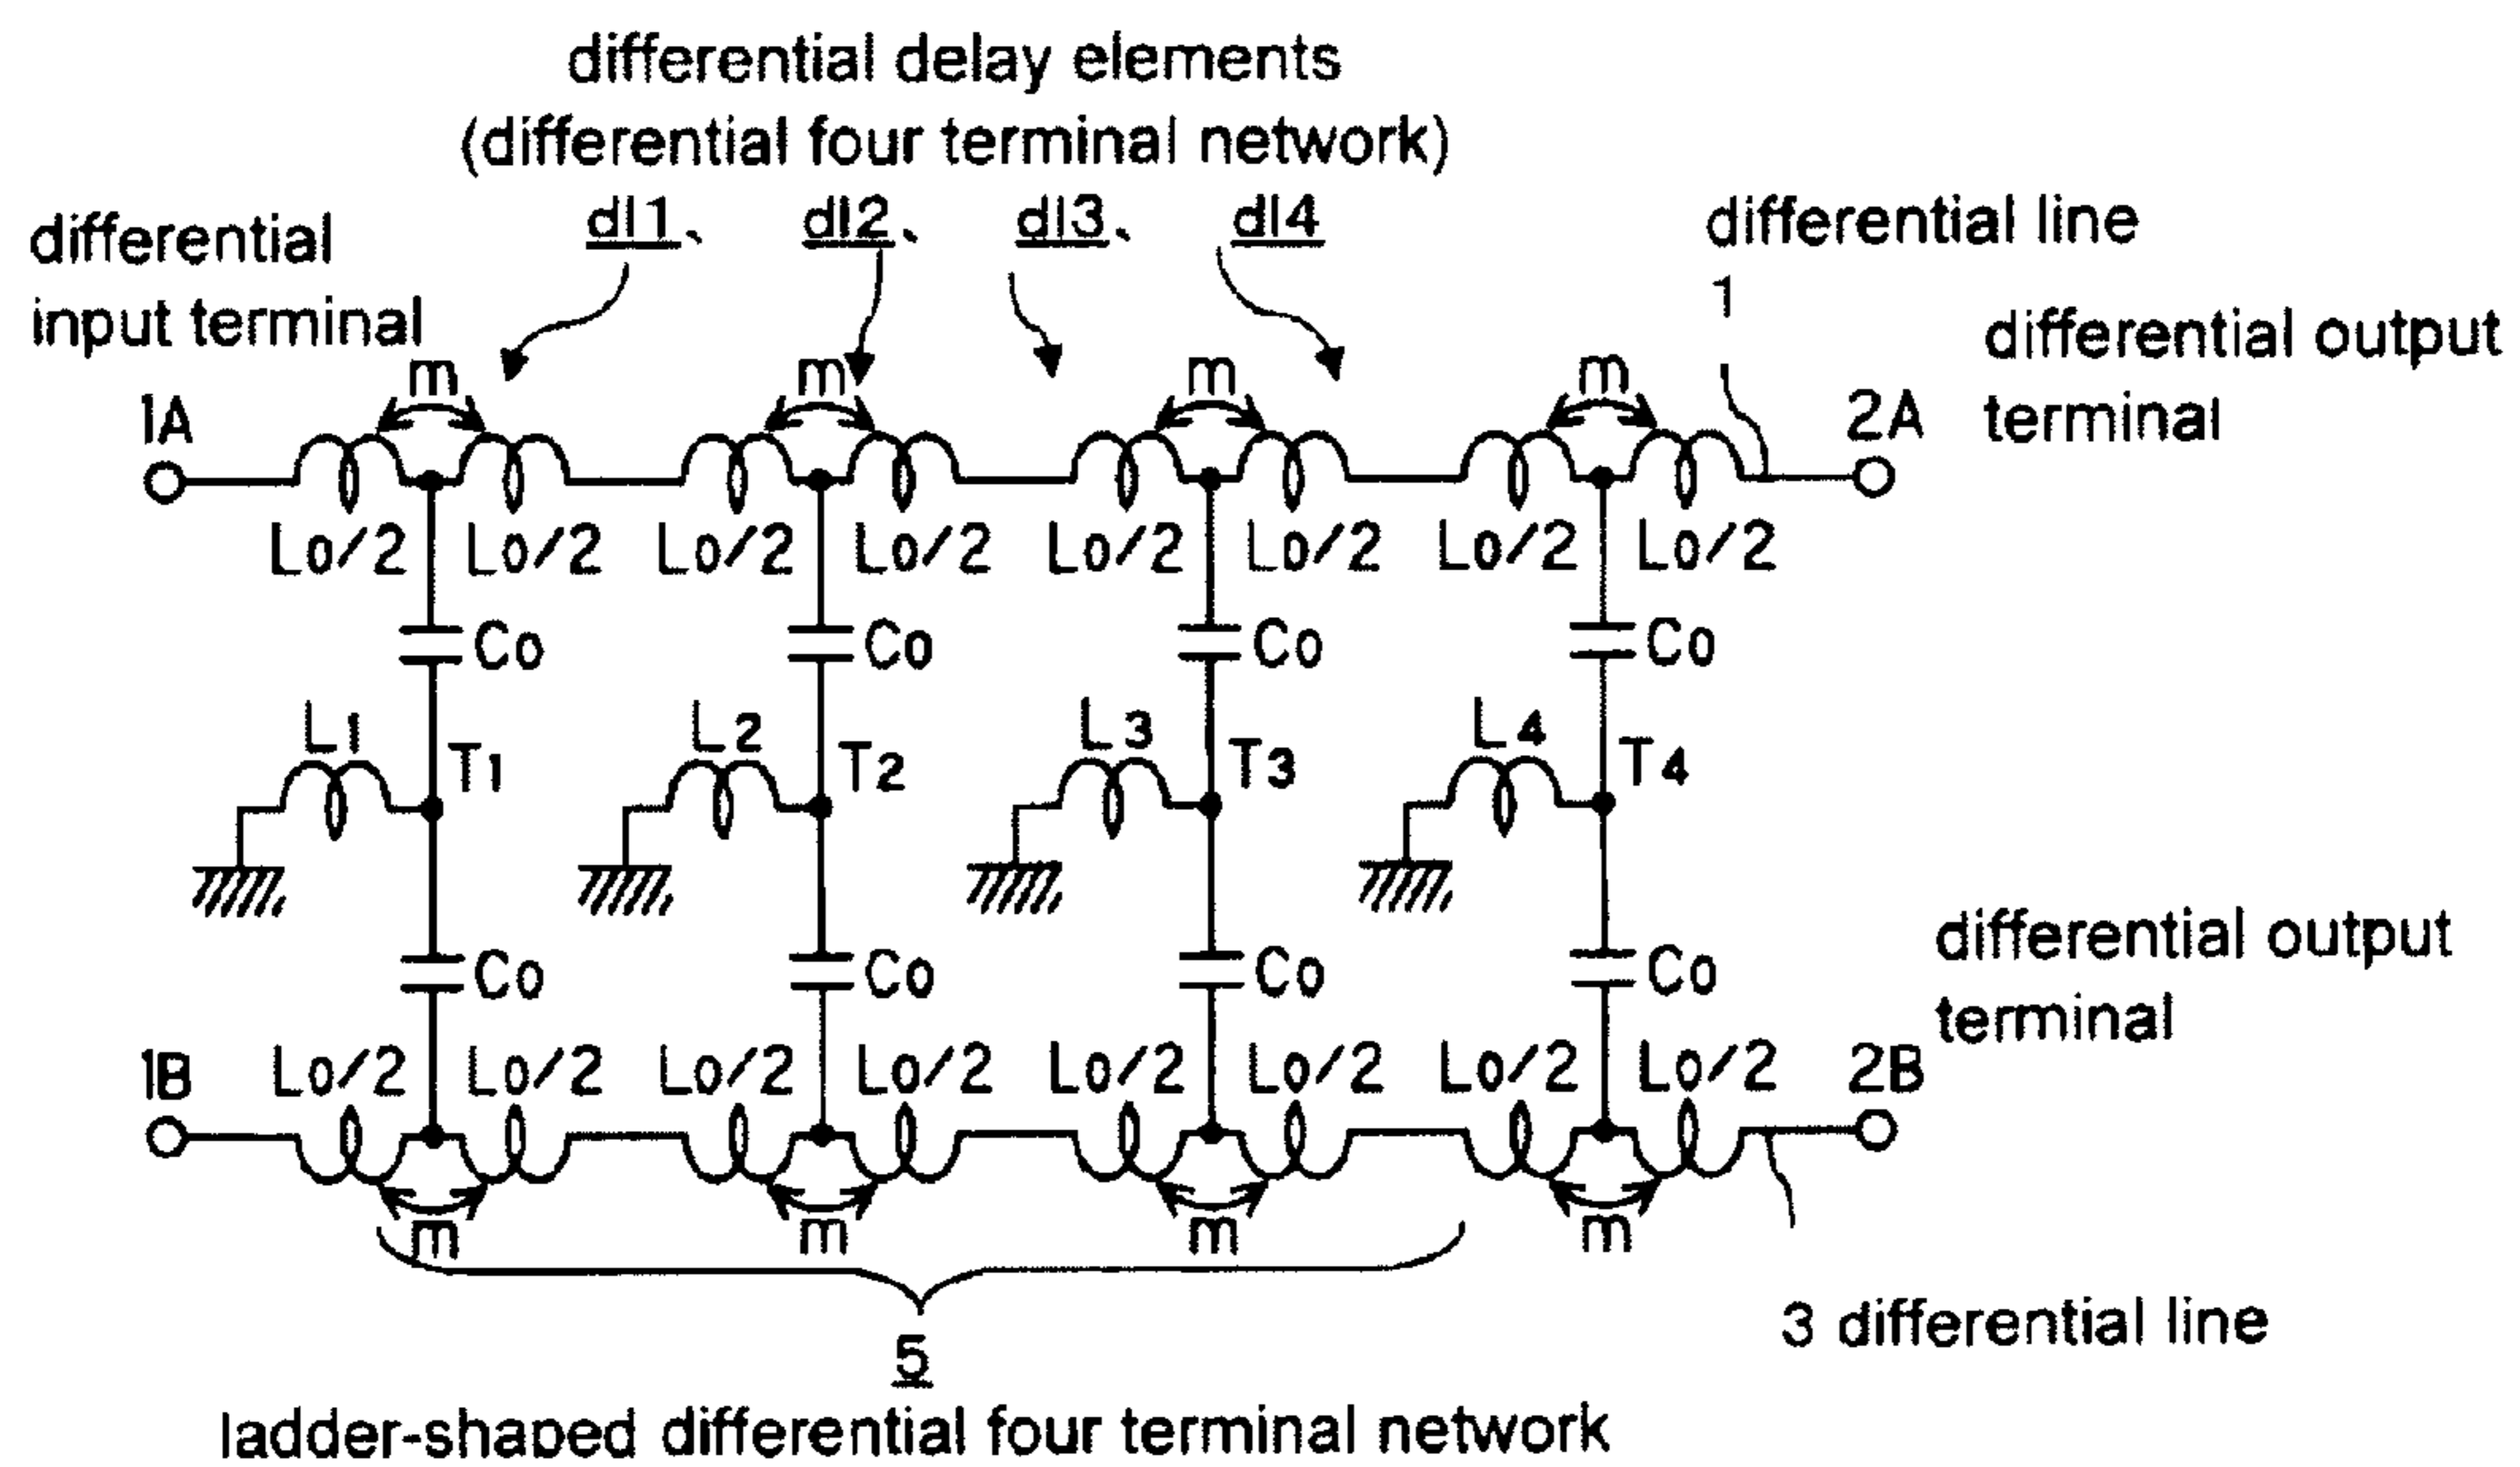 differential delay elements
(differential four terminal network)
dl1、 dl2、 dl3、 dl4
differential line
1
differential
input terminal
differential output
terminal
m m m m
1A
2A
Lo/2 Lo/2 Lo/2 Lo/2 Lo/2 Lo/2 Lo/2 Lo/2
Co Co Co Co
L1 T1 L2 T2 L3 T3 L4 T4
differential output
terminal
Co Co Co Co
1B Lo/2 Lo/2 Lo/2 Lo/2 Lo/2 Lo/2 Lo/2 Lo/2 2B
m m m m
3 differential line
5
ladder-shaped differential four terminal network